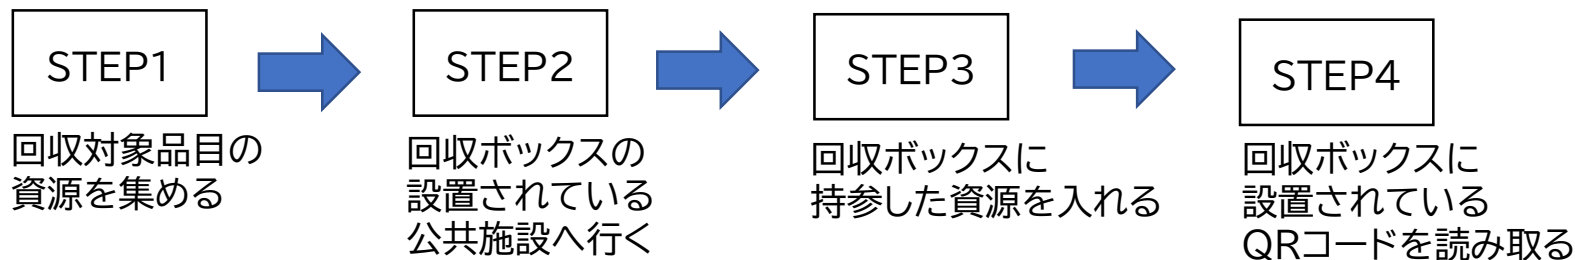 STEP1
回収対象品目の
資源を集める
STEP2
回収ボックスの
設置されている
公共施設へ行く
STEP3
回収ボックスに
持参した資源を入れる
STEP4
回収ボックスに
設置されている
QRコードを読み取る